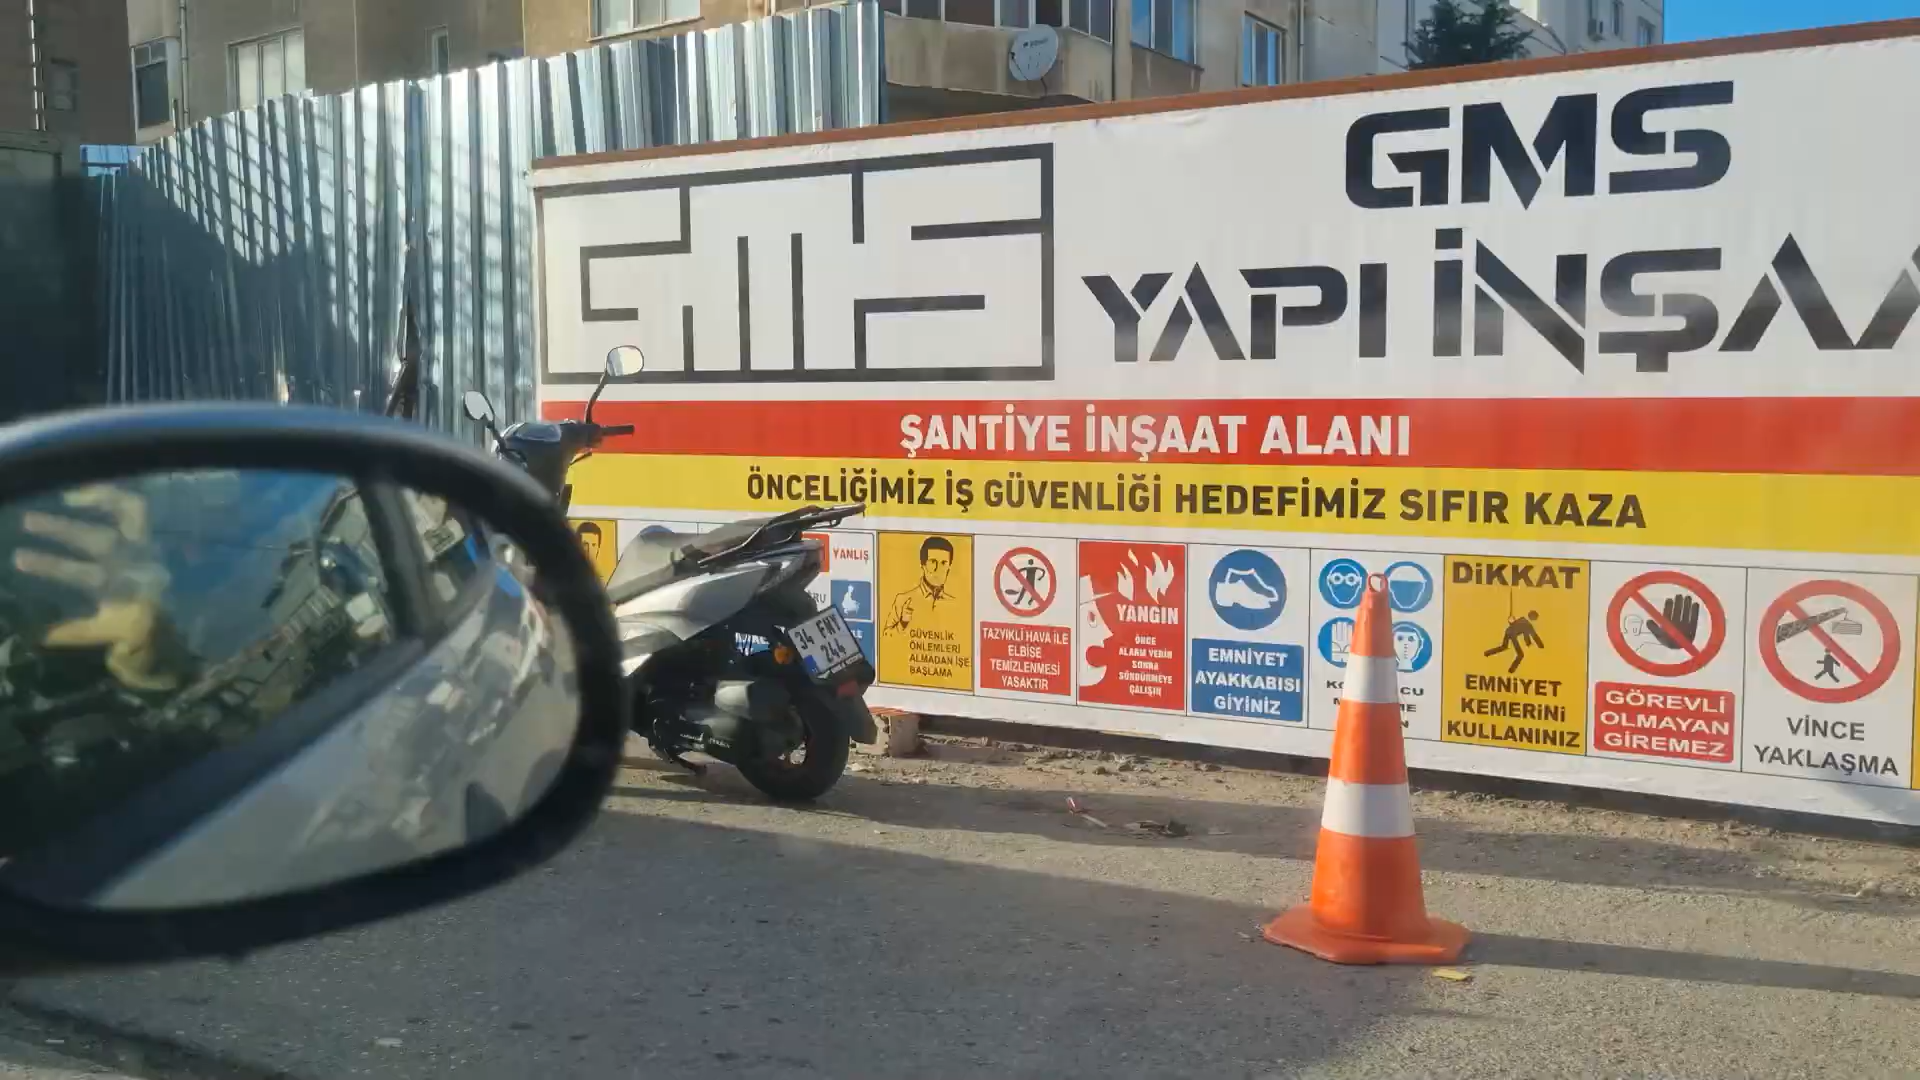 GMS
GMS
YAPI İNŞAA
ŞANTİYE İNŞAAT ALANI
ÖNCELİĞİMİZ İŞ GÜVENLİĞİ HEDEFİMİZ SIFIR KAZA
YANLIŞ
GÜVENLİK
ÖNLEMLERİ
ALMADAN İŞE
BAŞLAMA
TAZYİKLİ HAVA İLE
ELBİSE
TEMİZLENMESİ
YASAKTIR
YANGIN
ÖNCE
ALARM VERİN
SONRA
SÖNDÜRMEYE
ÇALIŞIN
EMNİYET
AYAKKABISI
GİYİNİZ
DİKKAT
EMNİYET
KEMERİNİ
KULLANINIZ
GÖREVLİ
OLMAYAN
GİREMEZ
VİNCE
YAKLAŞMA
34 FNY
244